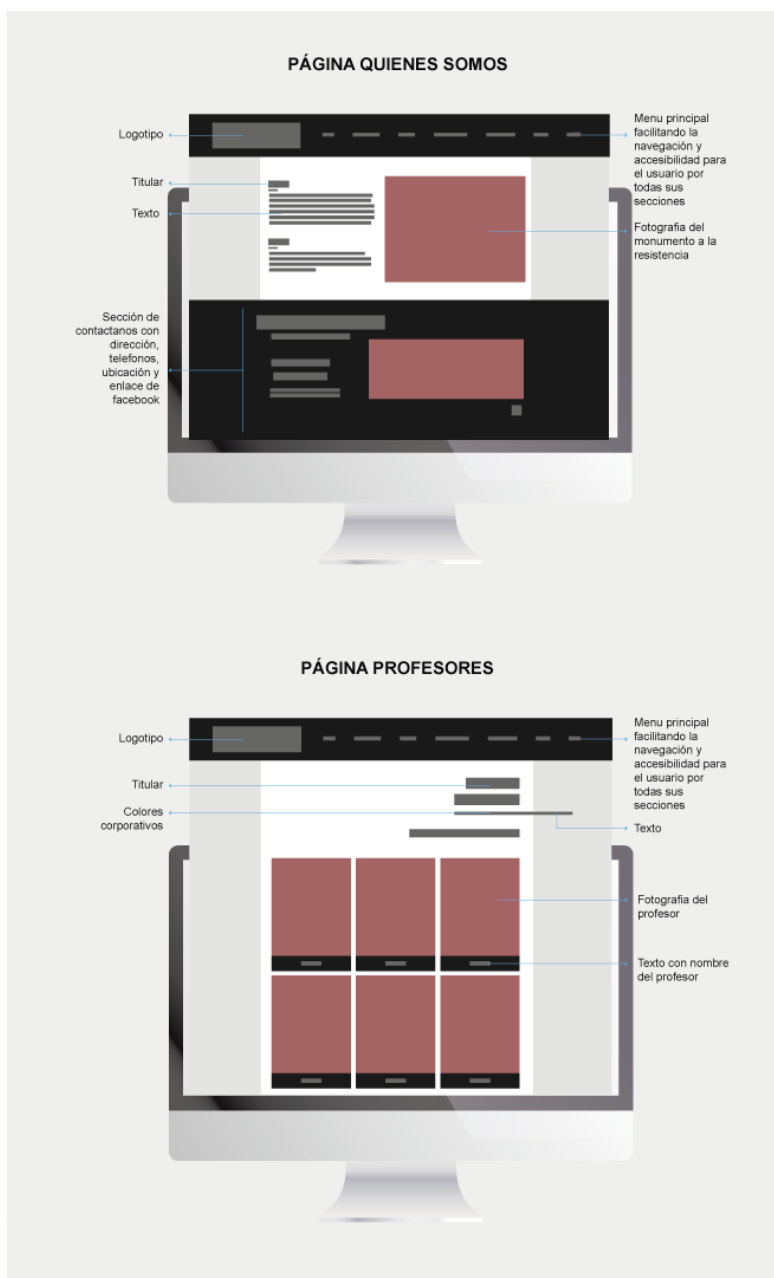 PÁGINA QUIENES SOMOS
Logotipo
Titular
Texto
Sección de
contactanos con
dirección,
telefonos,
ubicación y
enlace de
facebook
Menu principal
facilitando la
navegación y
accesibilidad para
el usuario por
todas sus
secciones
Fotografia del
monumento a la
resistencia
PÁGINA PROFESORES
Logotipo
Titular
Colores
corporativos
Menu principal
facilitando la
navegación y
accesibilidad para
el usuario por
todas sus
secciones
Texto
Fotografia del
profesor
Texto con nombre
del profesor